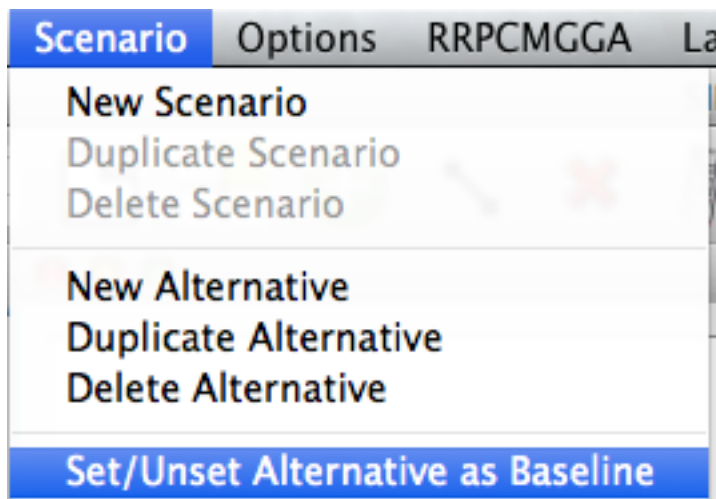 Scenario Options RRPCMGGA La
New Scenario
Duplicate Scenario
Delete Scenario
New Alternative
Duplicate Alternative
Delete Alternative
Set/Unset Alternative as Baseline